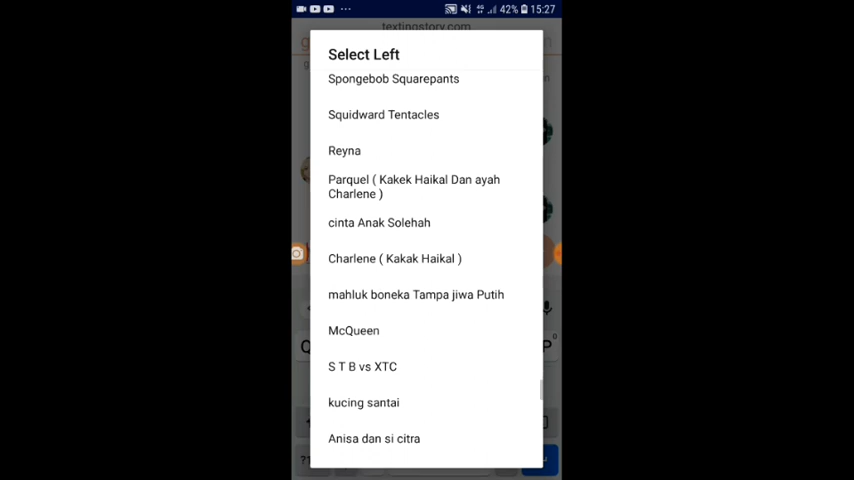 42% 15:27
textingstory.com
Select Left
Spongebob Squarepants
Squidward Tentacles
Reyna
Parquel ( Kakek Haikal Dan ayah
Charlene )
cinta Anak Solehah
Charlene ( Kakak Haikal )
mahluk boneka Tampa jiwa Putih
McQueen
S T B vs XTC
kucing santai
Anisa dan si citra